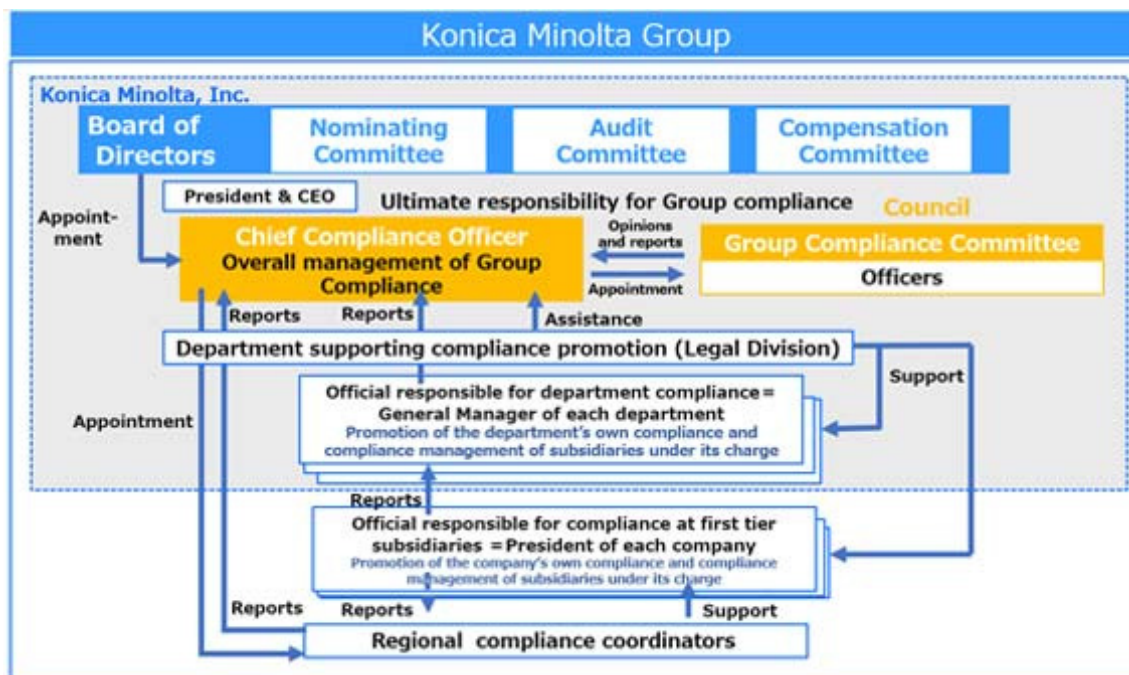 Konica Minolta Group
Konica Minolta, Inc.
Board of
Directors
Nominating
Committee
Audit
Committee
Compensation
Committee
President & CEO
Ultimate responsibility for Group compliance
Council
Appoint-
ment
Chief Compliance Officer
Overall management of Group
Compliance
Opinions
and reports
Appointment
Group Compliance Committee
Officers
Reports
Reports
Assistance
Department supporting compliance promotion (Legal Division)
Support
Appointment
Official responsible for department compliance=
General Manager of each department
Promotion of the department's own compliance and
compliance management of subsidiaries under its charge
Reports
Official responsible for compliance at first tier
subsidiaries =President of each company
Promotion of the company's own compliance and compliance
management of subsidiaries under its charge
Reports
Reports
Support
Regional compliance coordinators